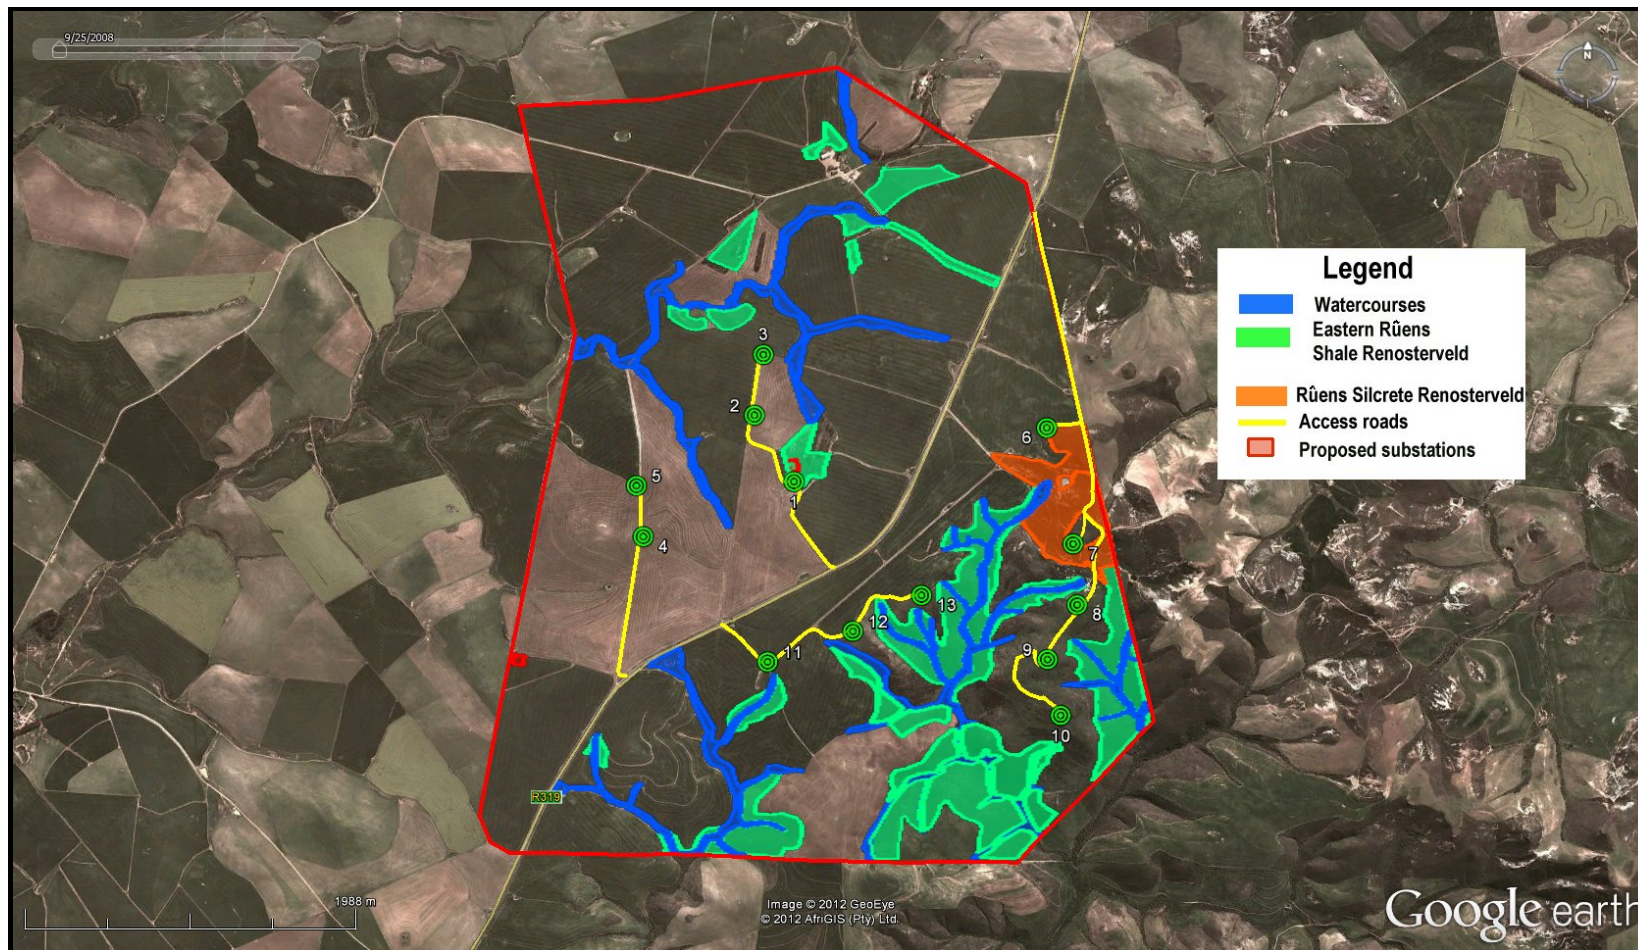 9/25/2008
N
Legend
Watercourses
Eastern Rûens
Shale Renosterveld
Rûens Silcrete Renosterveld
Access roads
Proposed substations
3
2
6
5
1
4
7
13
8
12
9
11
10
R319
1988 m
Image © 2012 GeoEye
© 2012 AfriGIS (Pty) Ltd.
Google earth